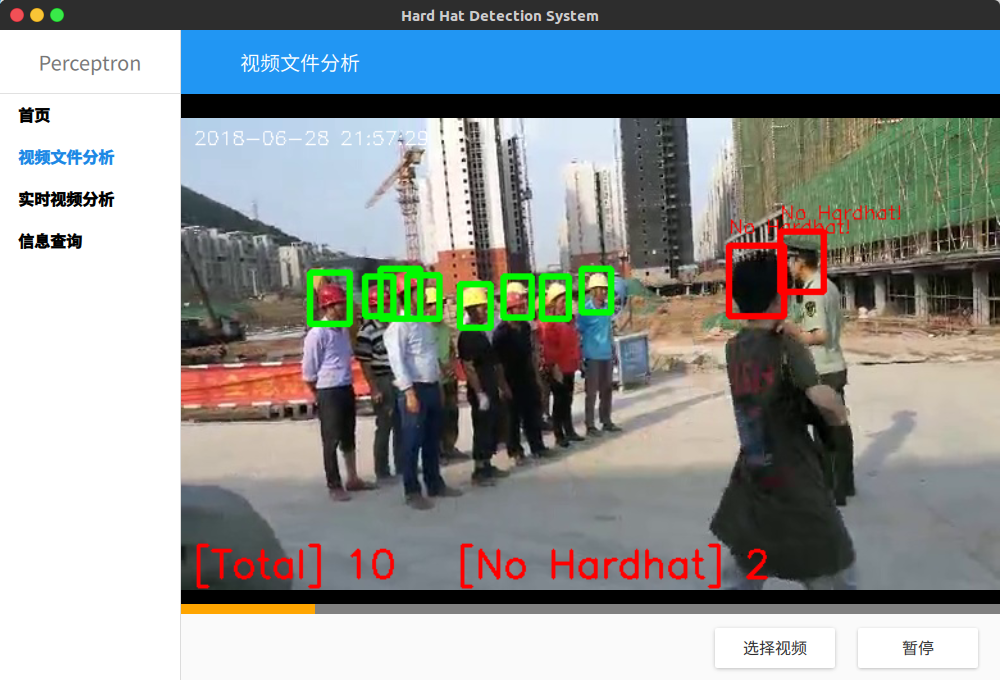 Hard Hat Detection System
Perceptron
视频文件分析
首页
视频文件分析
实时视频分析
信息查询
2018-06-28 21:57:29
No Hardhat!
No Hardhat!
[Total] 10 [No Hardhat] 2
选择视频
暂停